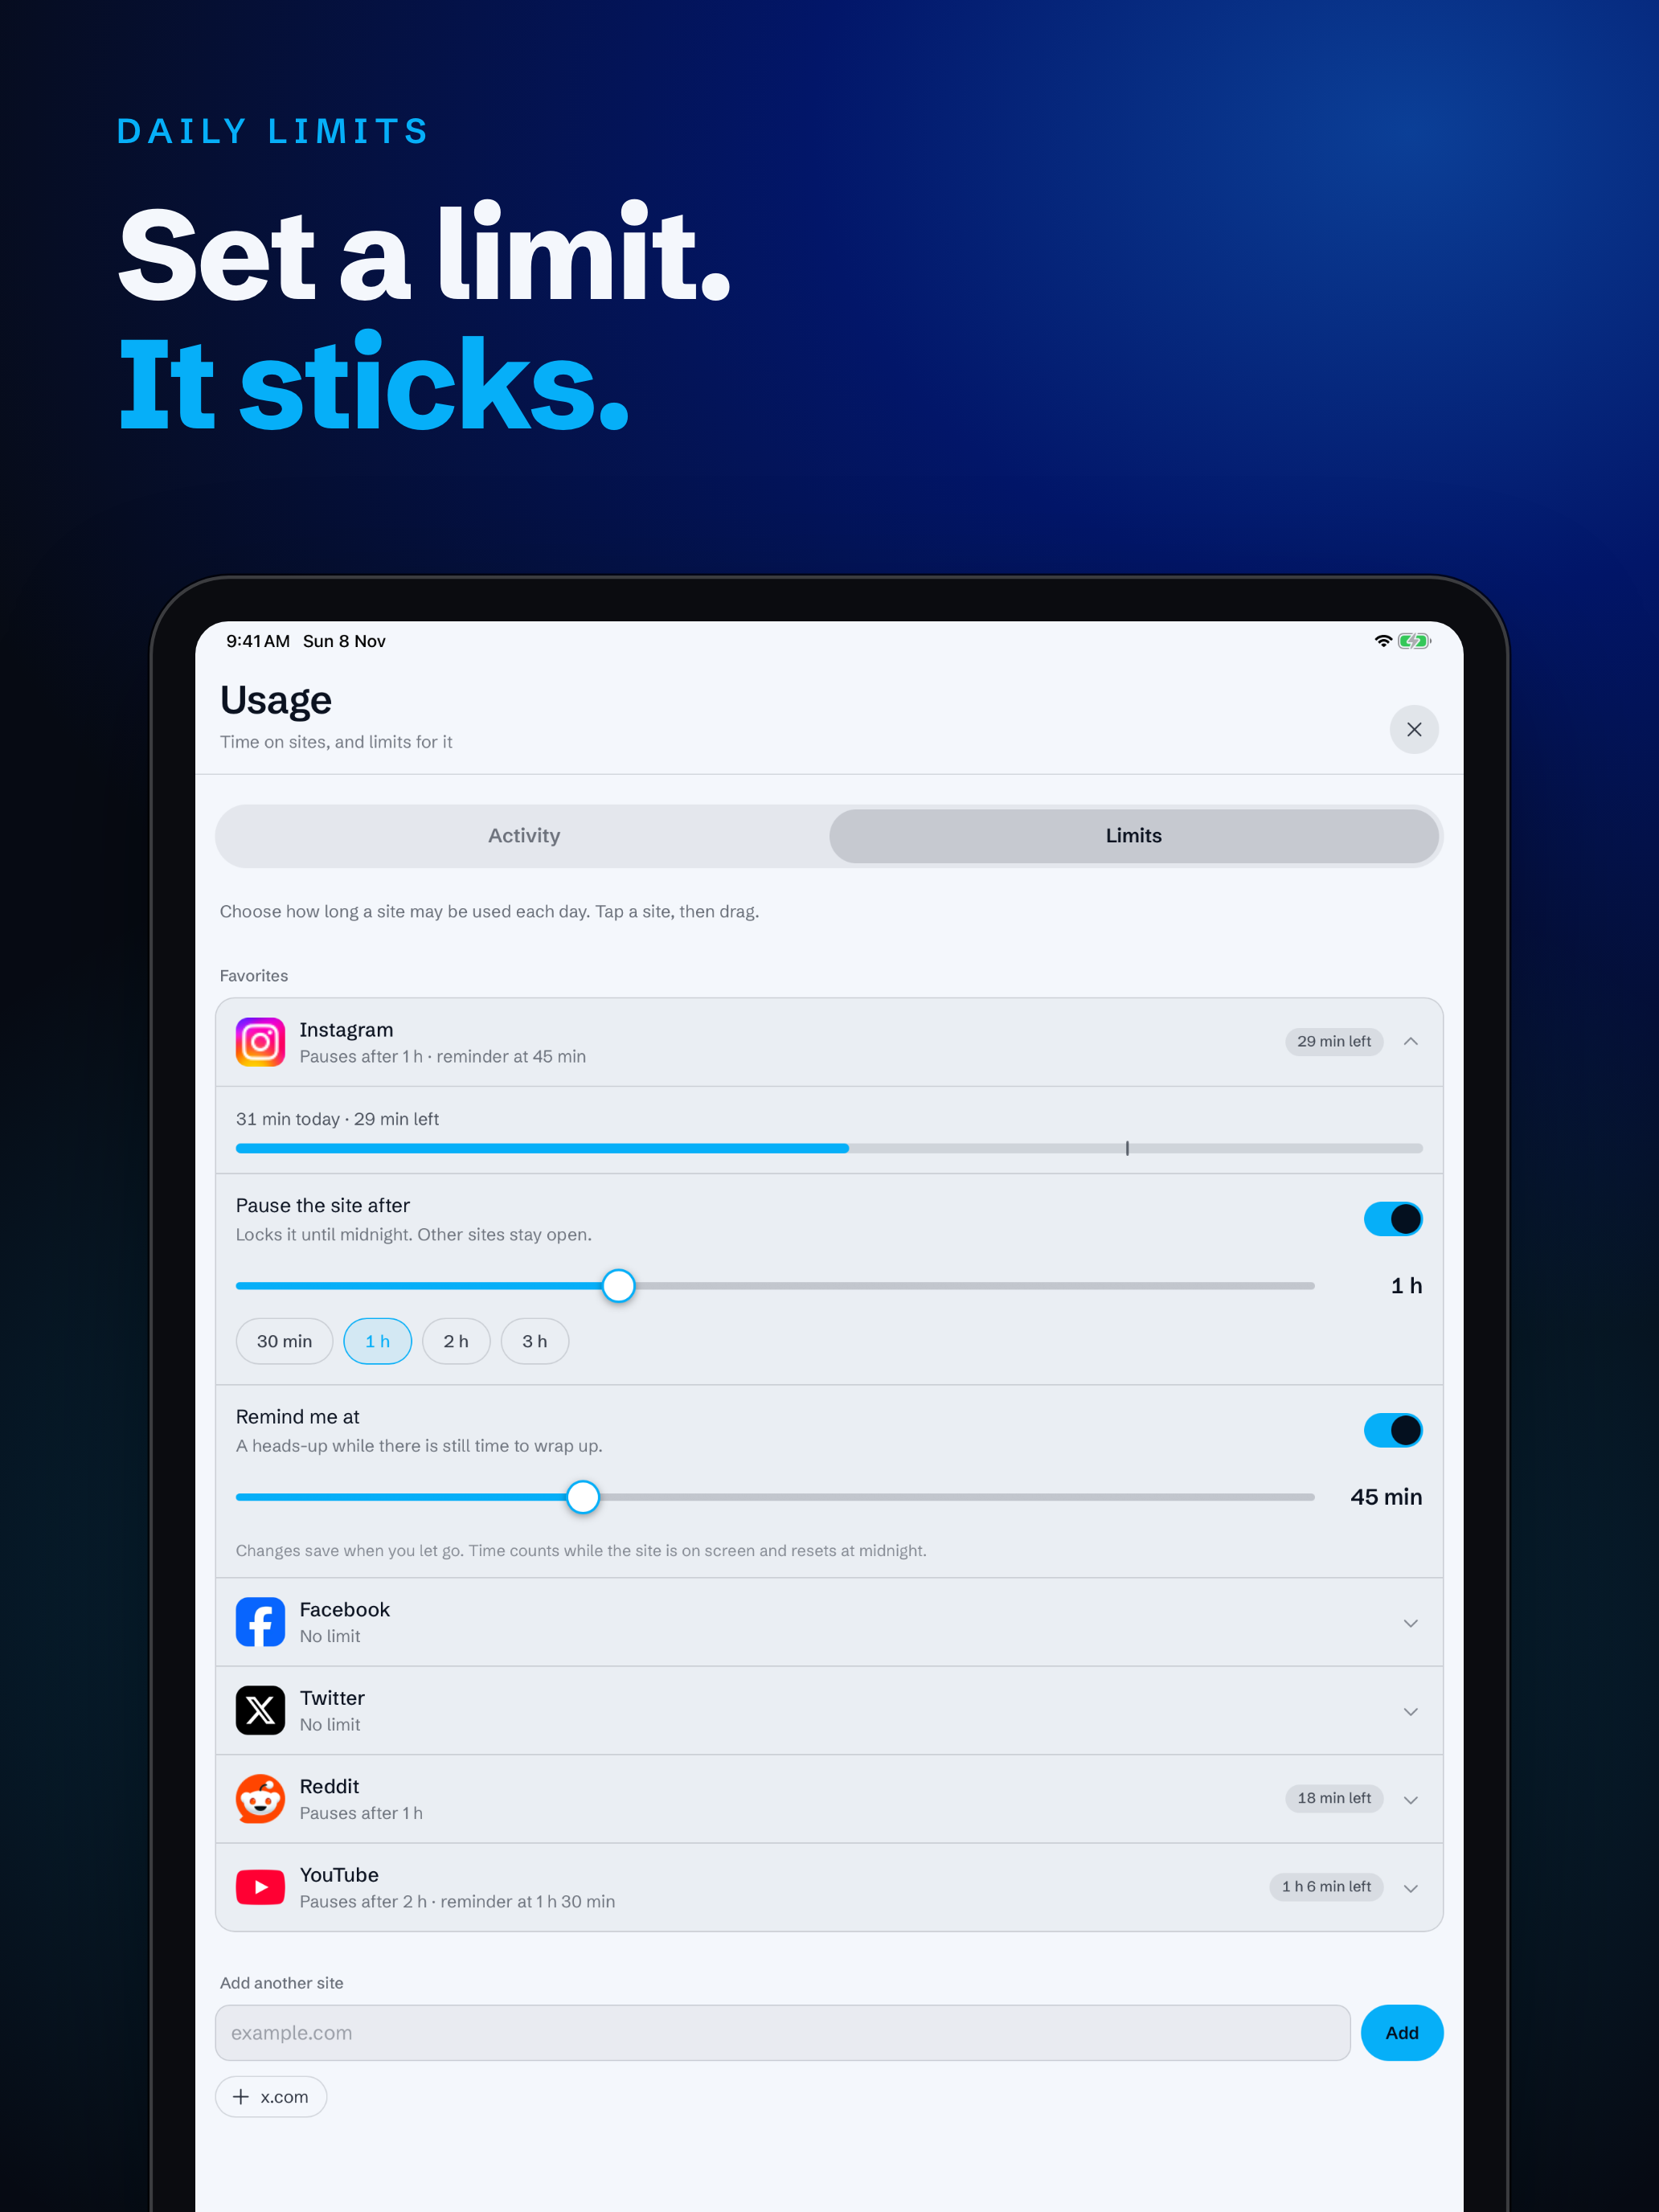 DAILY LIMITS
Set a limit.
It sticks.
9:41 AM Sun 8 Nov
Usage
Time on sites, and limits for it
Activity
Limits
Choose how long a site may be used each day. Tap a site, then drag.
Favorites
Instagram
Pauses after 1 h · reminder at 45 min
29 min left
31 min today · 29 min left
Pause the site after
Locks it until midnight. Other sites stay open.
1 h
30 min
1 h
2 h
3 h
Remind me at
A heads-up while there is still time to wrap up.
45 min
Changes save when you let go. Time counts while the site is on screen and resets at midnight.
Facebook
No limit
Twitter
No limit
Reddit
Pauses after 1 h
18 min left
YouTube
Pauses after 2 h · reminder at 1 h 30 min
1 h 6 min left
Add another site
example.com
Add
x.com